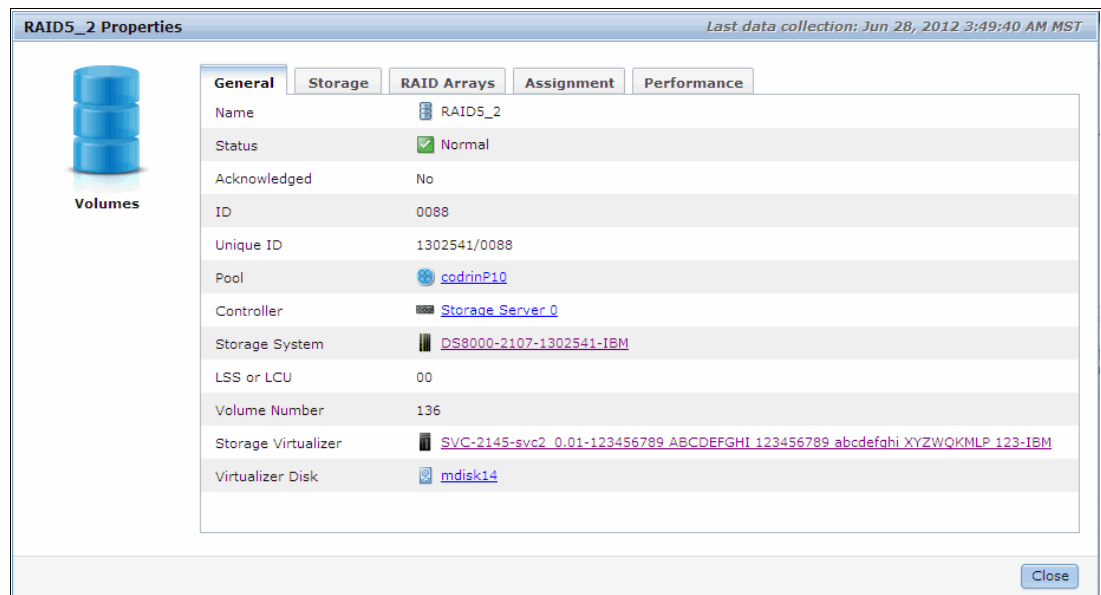 RAID5_2 Properties Last data collection: Jun 28, 2012 3:49:40 AM MST
General Storage RAID Arrays Assignment Performance
Volumes
Name RAID5_2
Status Normal
Acknowledged No
ID 0088
Unique ID 1302541/0088
Pool codrinP10
Controller Storage Server 0
Storage System DS8000-2107-1302541-IBM
LSS or LCU 00
Volume Number 136
Storage Virtualizer SVC-2145-svc2_0.01-123456789 ABCDEFGHI 123456789 abcdefghi XYZWQKMLP 123-IBM
Virtualizer Disk mdisk14
Close